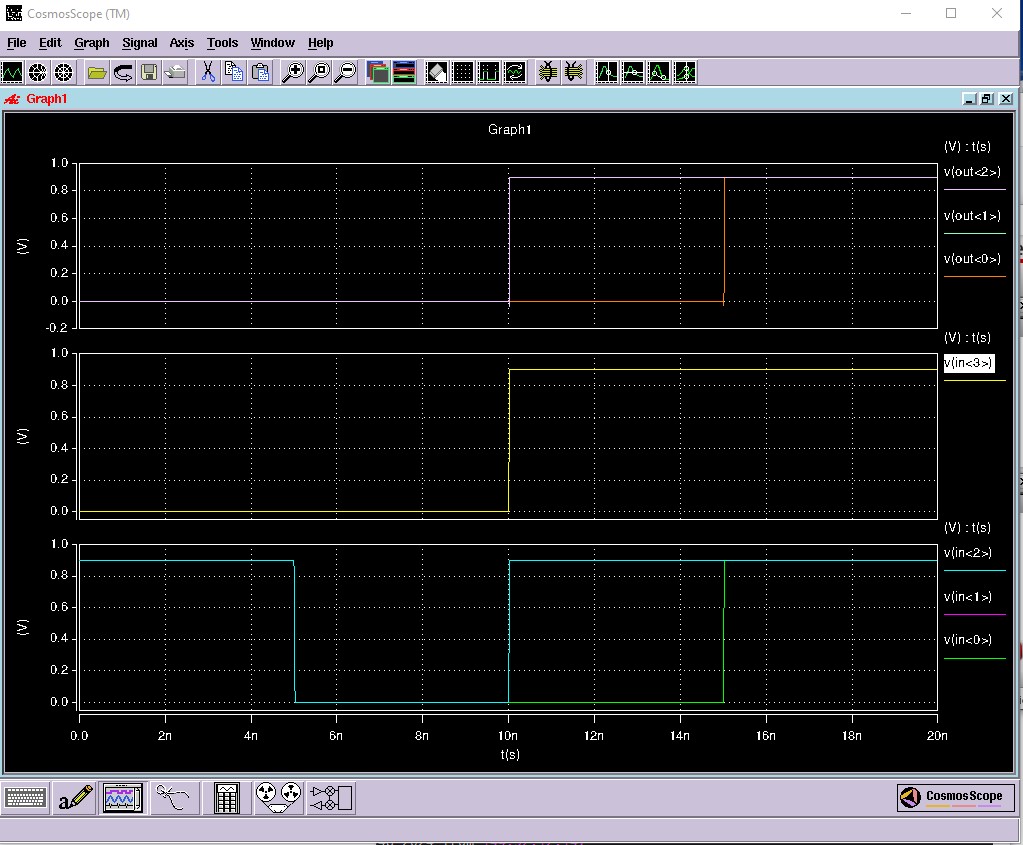 CosmosScope (TM)
File Edit Graph Signal Axis Tools Window Help
Graph1
Graph1
(V) : t(s)
v(out<2>)
v(out<1>)
v(out<0>)
(V)
1.0
0.8
0.6
0.4
0.2
0.0
-0.2
(V) : t(s)
v(in<3>)
(V)
1.0
0.8
0.6
0.4
0.2
0.0
(V) : t(s)
v(in<2>)
v(in<1>)
v(in<0>)
(V)
1.0
0.8
0.6
0.4
0.2
0.0
0.0 2n 4n 6n 8n 10n 12n 14n 16n 18n 20n
t(s)
a
CosmosScope